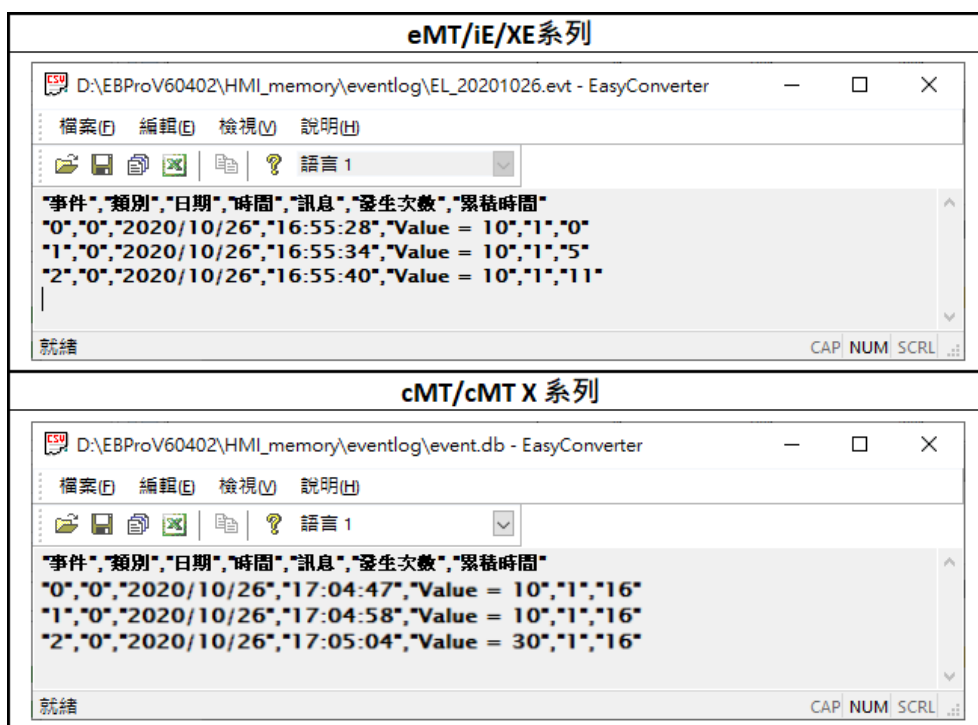 eMT/iE/XE系列
D:\EBProV60402\HMI_memory\eventlog\EL_20201026.evt - EasyConverter
檔案(F) 編輯(E) 檢視(V) 說明(H)
語言 1
"事件","類別","日期","時間","訊息","發生次數","累積時間"
"0","0","2020/10/26","16:55:28","Value = 10","1","0"
"1","0","2020/10/26","16:55:34","Value = 10","1","5"
"2","0","2020/10/26","16:55:40","Value = 10","1","11"
就緒 CAP NUM SCRL
cMT/cMT X 系列
D:\EBProV60402\HMI_memory\eventlog\event.db - EasyConverter
檔案(F) 編輯(E) 檢視(V) 說明(H)
語言 1
"事件","類別","日期","時間","訊息","發生次數","累積時間"
"0","0","2020/10/26","17:04:47","Value = 10","1","16"
"1","0","2020/10/26","17:04:58","Value = 10","1","16"
"2","0","2020/10/26","17:05:04","Value = 30","1","16"
就緒 CAP NUM SCRL